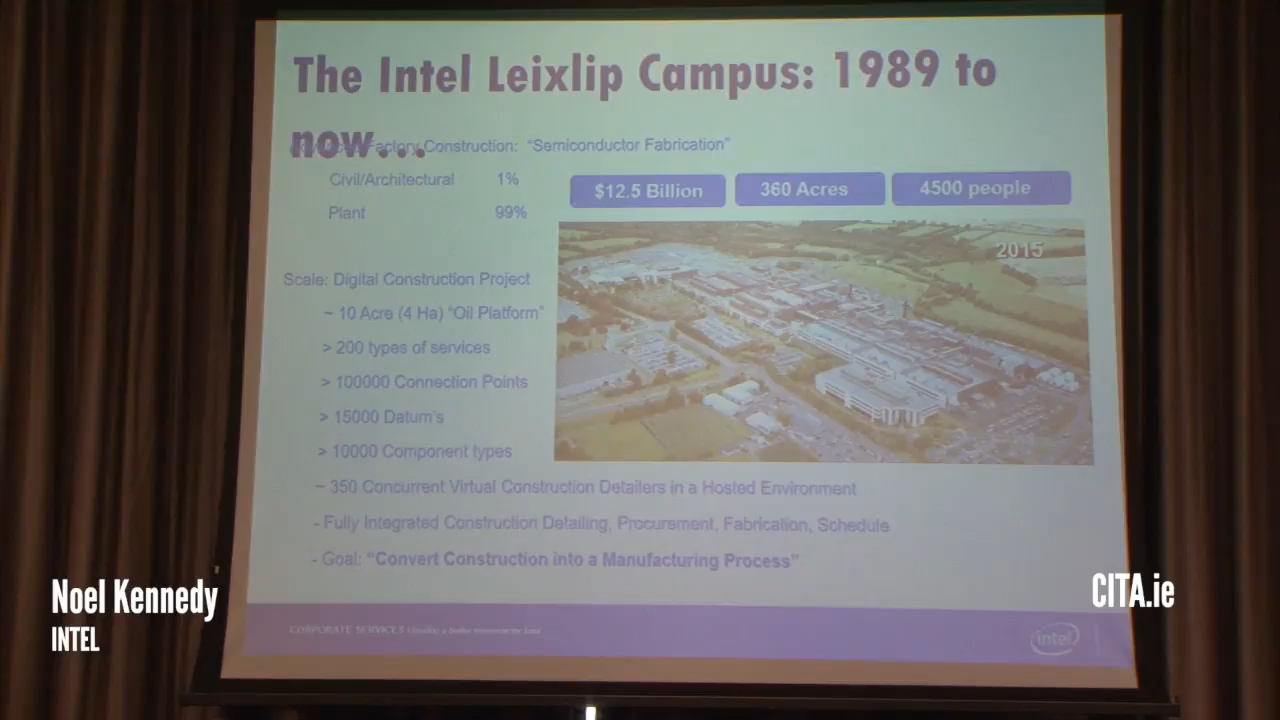 The Intel Leixlip Campus: 1989 to
now...
Factory Construction: "Semiconductor Fabrication"
Civil/Architectural 1%
Plant 99%
$12.5 Billion
360 Acres
4500 people
2015
Scale: Digital Construction Project
~ 10 Acre (4 Ha) "Oil Platform"
> 200 types of services
> 100000 Connection Points
> 15000 Datum's
> 10000 Component types
~ 350 Concurrent Virtual Construction Detailers in a Hosted Environment
- Fully Integrated Construction Detailing, Procurement, Fabrication, Schedule
- Goal: "Convert Construction into a Manufacturing Process"
CORPORATE SERVICES
intel
Noel Kennedy
INTEL
CITA.ie